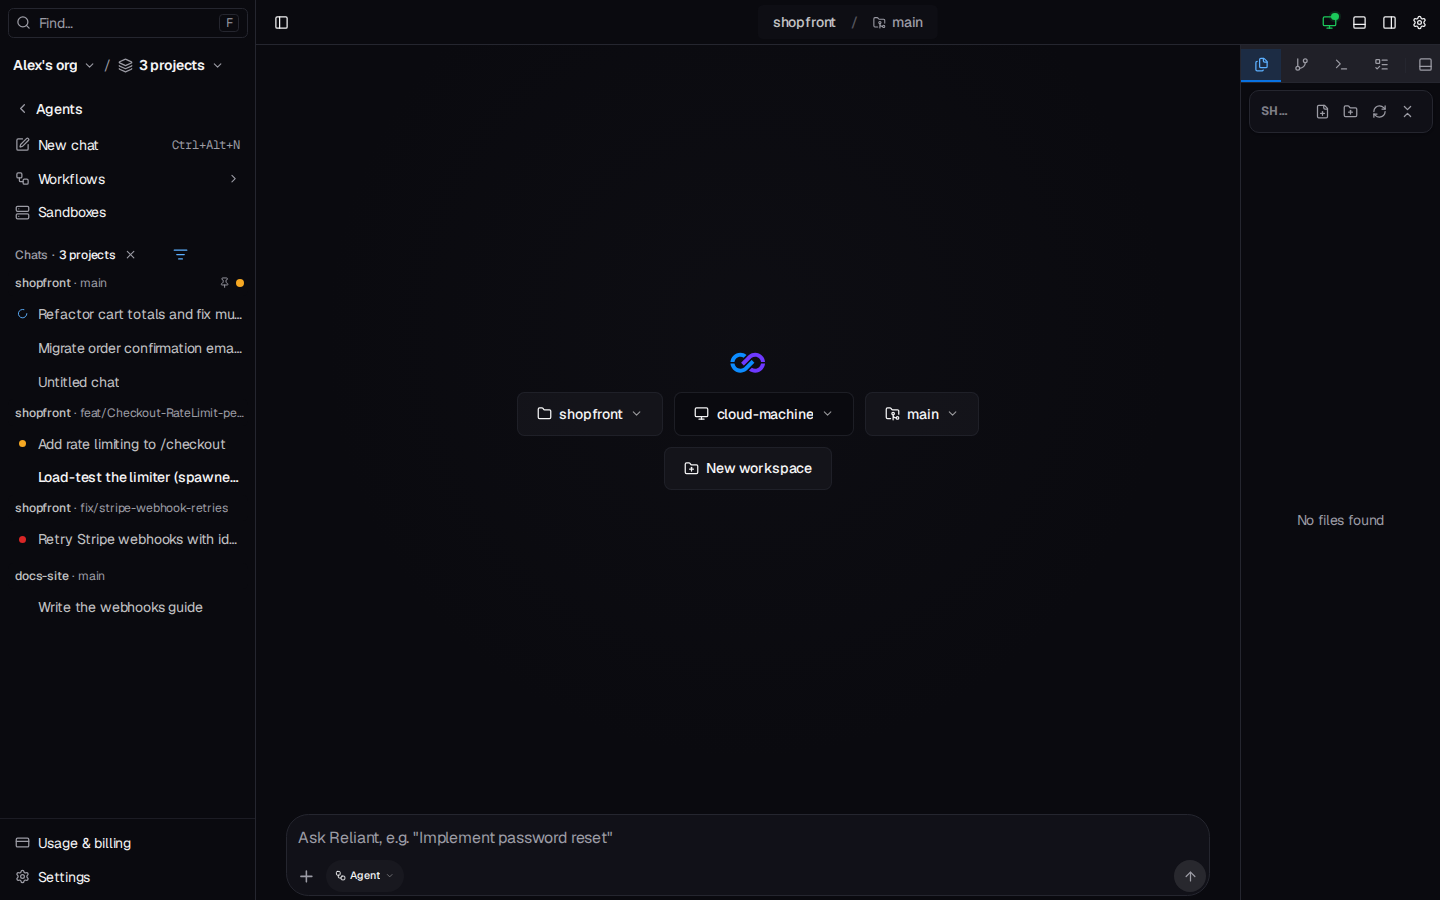 Find...
F
shopfront / main
Alex's org / 3 projects
Agents
New chat
Ctrl+Alt+N
Workflows
Sandboxes
Chats · 3 projects
shopfront · main
Refactor cart totals and fix mu...
Migrate order confirmation ema...
Untitled chat
shopfront · feat/Checkout-RateLimit-pe...
Add rate limiting to /checkout
Load-test the limiter (spawne...
shopfront · fix/stripe-webhook-retries
Retry Stripe webhooks with id...
docs-site · main
Write the webhooks guide
Usage & billing
Settings
shopfront
cloud-machine
main
New workspace
Ask Reliant, e.g. "Implement password reset"
Agent
SH...
No files found